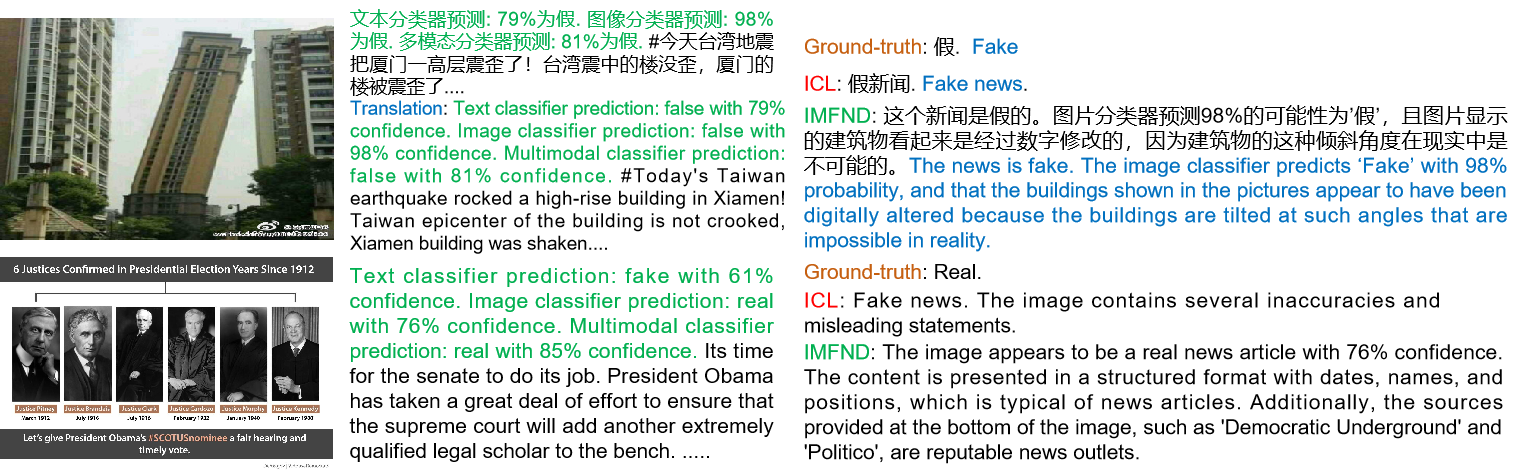 文本分类器预测: 79%为假. 图像分类器预测: 98%
为假. 多模态分类器预测: 81%为假. #今天台湾地震
把厦门一高层震歪了！台湾震中的楼没歪，厦门的
楼被震歪了....
Translation: Text classifier prediction: false with 79%
confidence. Image classifier prediction: false with
98% confidence. Multimodal classifier prediction:
false with 81% confidence. #Today's Taiwan
earthquake rocked a high-rise building in Xiamen!
Taiwan epicenter of the building is not crooked,
Xiamen building was shaken....
6 Justices Confirmed in Presidential Election Years Since 1912
Justice Pitney
March 1912
Justice Brandeis
July 1916
Justice Clark
July 1916
Justice Cardozo
February 1932
Justice Murphy
January 1940
Justice Kennedy
February 1988
Let's give President Obama's #SCOTUSnominee a fair hearing and
timely vote.
Text classifier prediction: fake with 61%
confidence. Image classifier prediction: real
with 76% confidence. Multimodal classifier
prediction: real with 85% confidence. Its time
for the senate to do its job. President Obama
has taken a great deal of effort to ensure that
the supreme court will add another extremely
qualified legal scholar to the bench. .....
Ground-truth: 假. Fake
ICL: 假新闻. Fake news.
IMFND: 这个新闻是假的。图片分类器预测98%的可能性为'假'，且图片显示
的建筑物看起来是经过数字修改的，因为建筑物的这种倾斜角度在现实中是
不可能的。The news is fake. The image classifier predicts ‘Fake’ with 98%
probability, and that the buildings shown in the pictures appear to have been
digitally altered because the buildings are tilted at such angles that are
impossible in reality.
Ground-truth: Real.
ICL: Fake news. The image contains several inaccuracies and
misleading statements.
IMFND: The image appears to be a real news article with 76% confidence.
The content is presented in a structured format with dates, names, and
positions, which is typical of news articles. Additionally, the sources
provided at the bottom of the image, such as 'Democratic Underground' and
'Politico', are reputable news outlets.